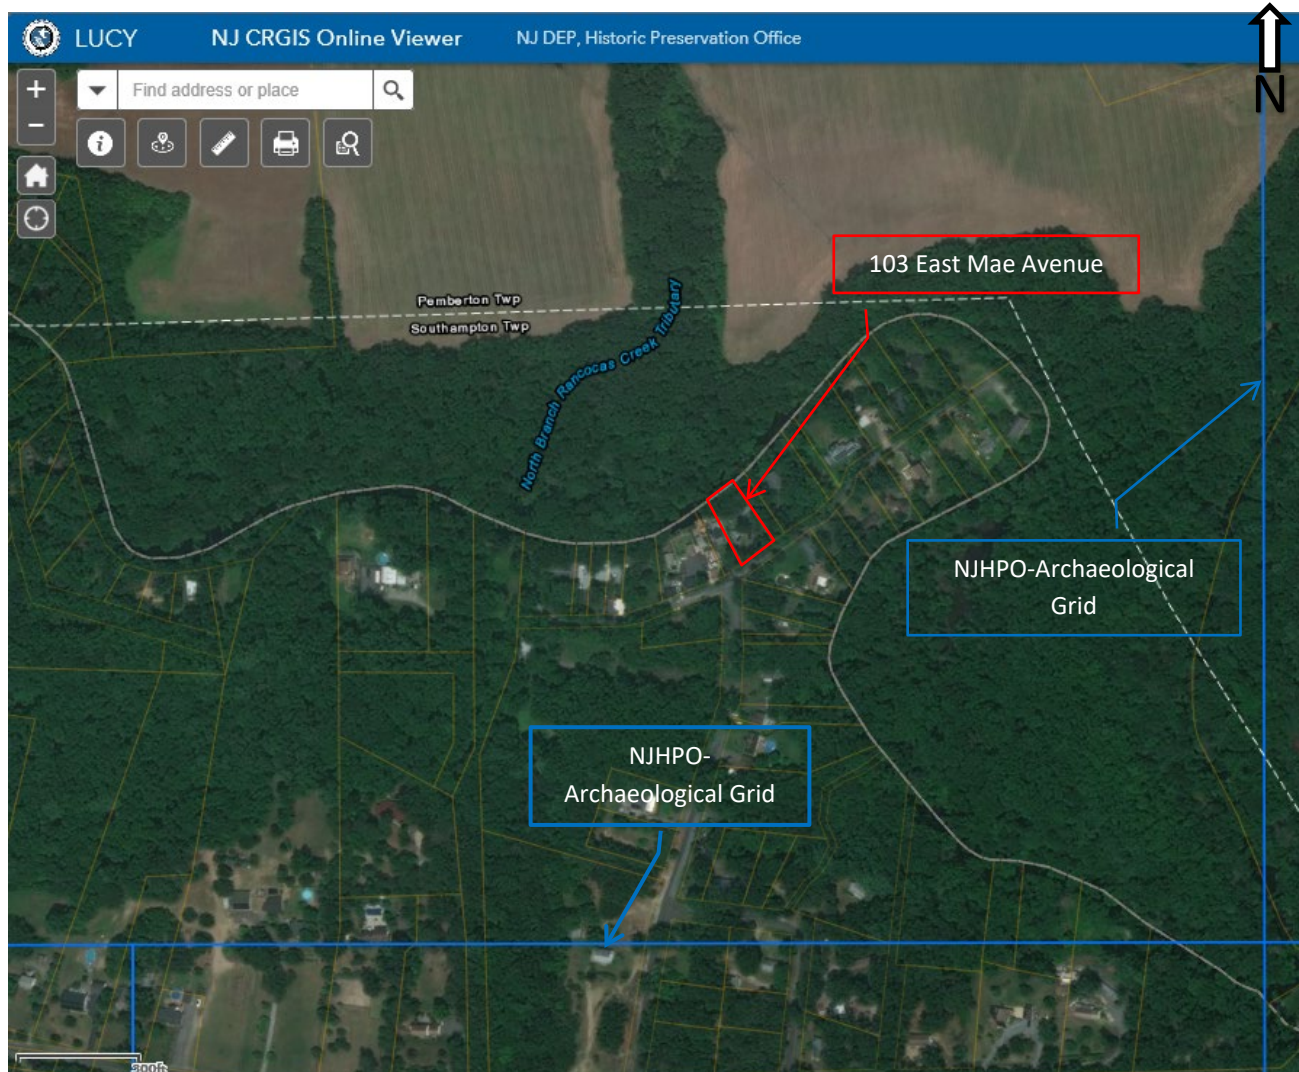 LUCY NJ CRGIS Online Viewer NJ DEP, Historic Preservation Office
N
Find address or place
103 East Mae Avenue
Pemberton Twp
Southampton Twp
North Branch Rancocas Creek Tributary
NJHPO-Archaeological
Grid
NJHPO-
Archaeological Grid
300ft